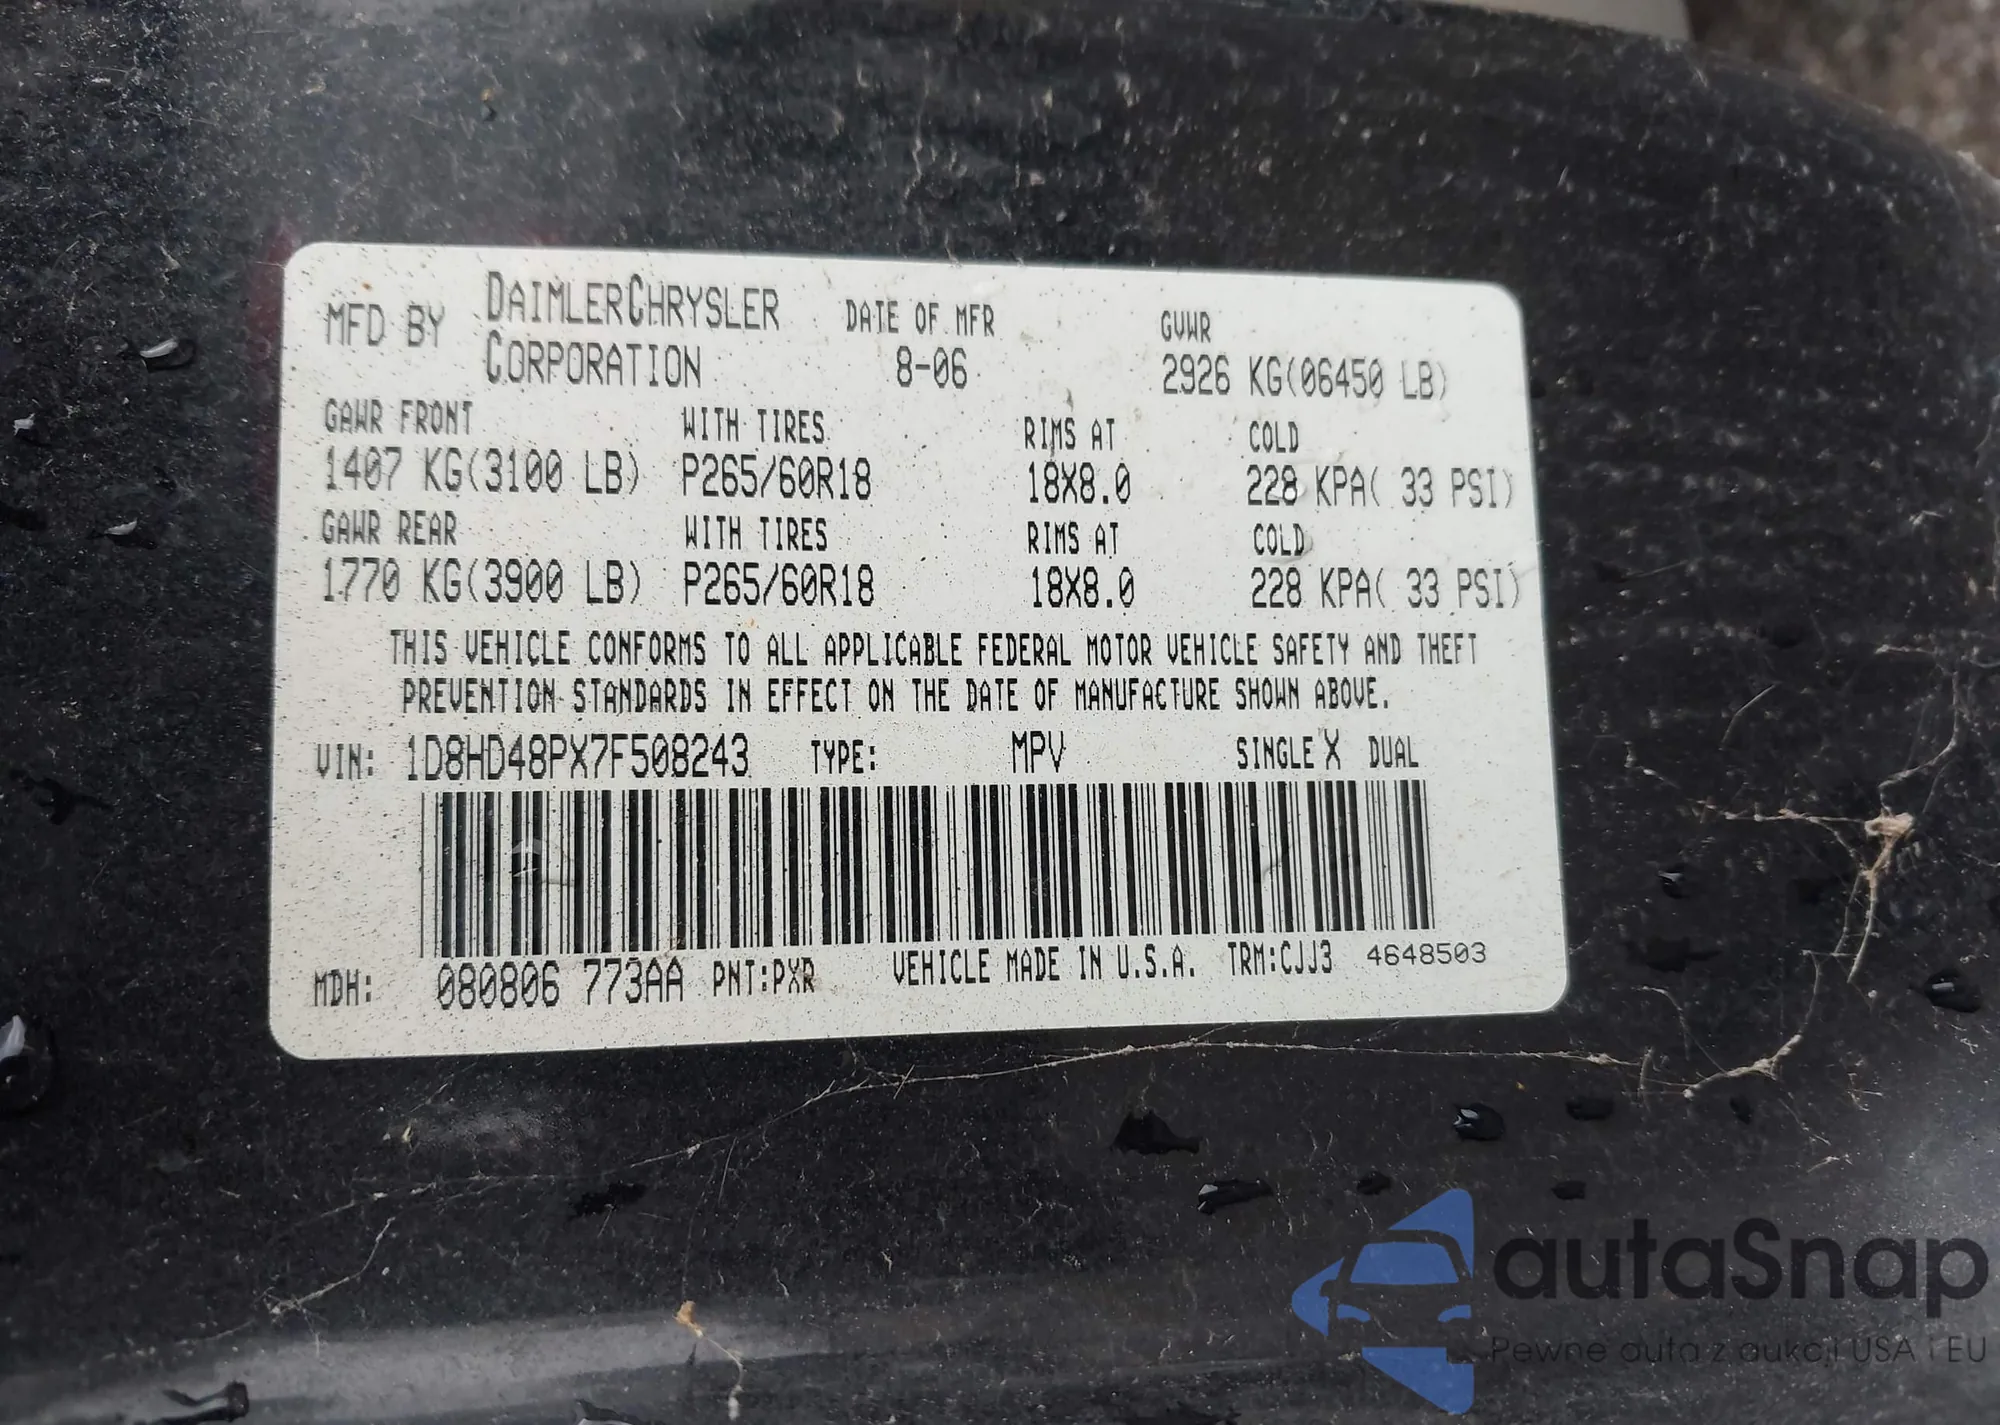 MFD BY DAIMLERCHRYSLER CORPORATION DATE OF MFR 8-06 GVWR 2926 KG(06450 LB)
GAWR FRONT WITH TIRES RIMS AT COLD
1407 KG(3100 LB) P265/60R18 18X8.0 228 KPA( 33 PSI)
GAWR REAR WITH TIRES RIMS AT COLD
1770 KG(3900 LB) P265/60R18 18X8.0 228 KPA( 33 PSI)
THIS VEHICLE CONFORMS TO ALL APPLICABLE FEDERAL MOTOR VEHICLE SAFETY AND THEFT
PREVENTION STANDARDS IN EFFECT ON THE DATE OF MANUFACTURE SHOWN ABOVE.
VIN: 1D8HD48PX7F508243 TYPE: MPV SINGLE X DUAL
MDH: 080806 773AA PNT:PXR VEHICLE MADE IN U.S.A. TRM:CJJ3 4648503
autaSnap
Pewne auta z aukcji USA i EU